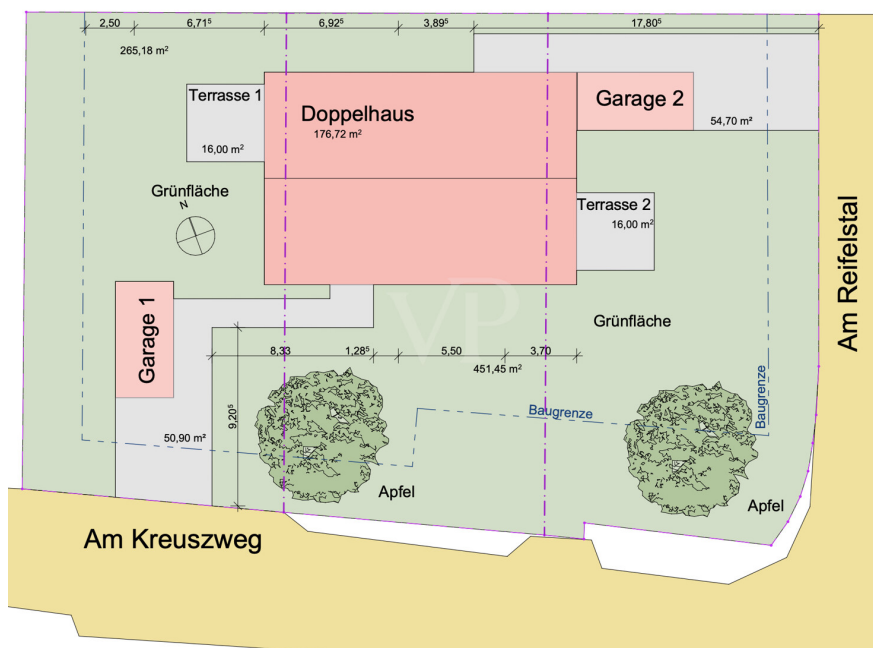 2,50 6,71⁵ 6,92⁵ 3,89⁵ 17,80⁵
265,18 m²
Terrasse 1
16,00 m²
Doppelhaus
176,72 m²
Garage 2
54,70 m²
Grünfläche
N
Terrasse 2
16,00 m²
Garage 1
VP
Grünfläche
Am Reifelstal
8,33 1,28⁵ 5,50 3,70
451,45 m²
9,20⁵
Baugrenze
Baugrenze
50,90 m²
Apfel
Apfel
Am Kreuszweg